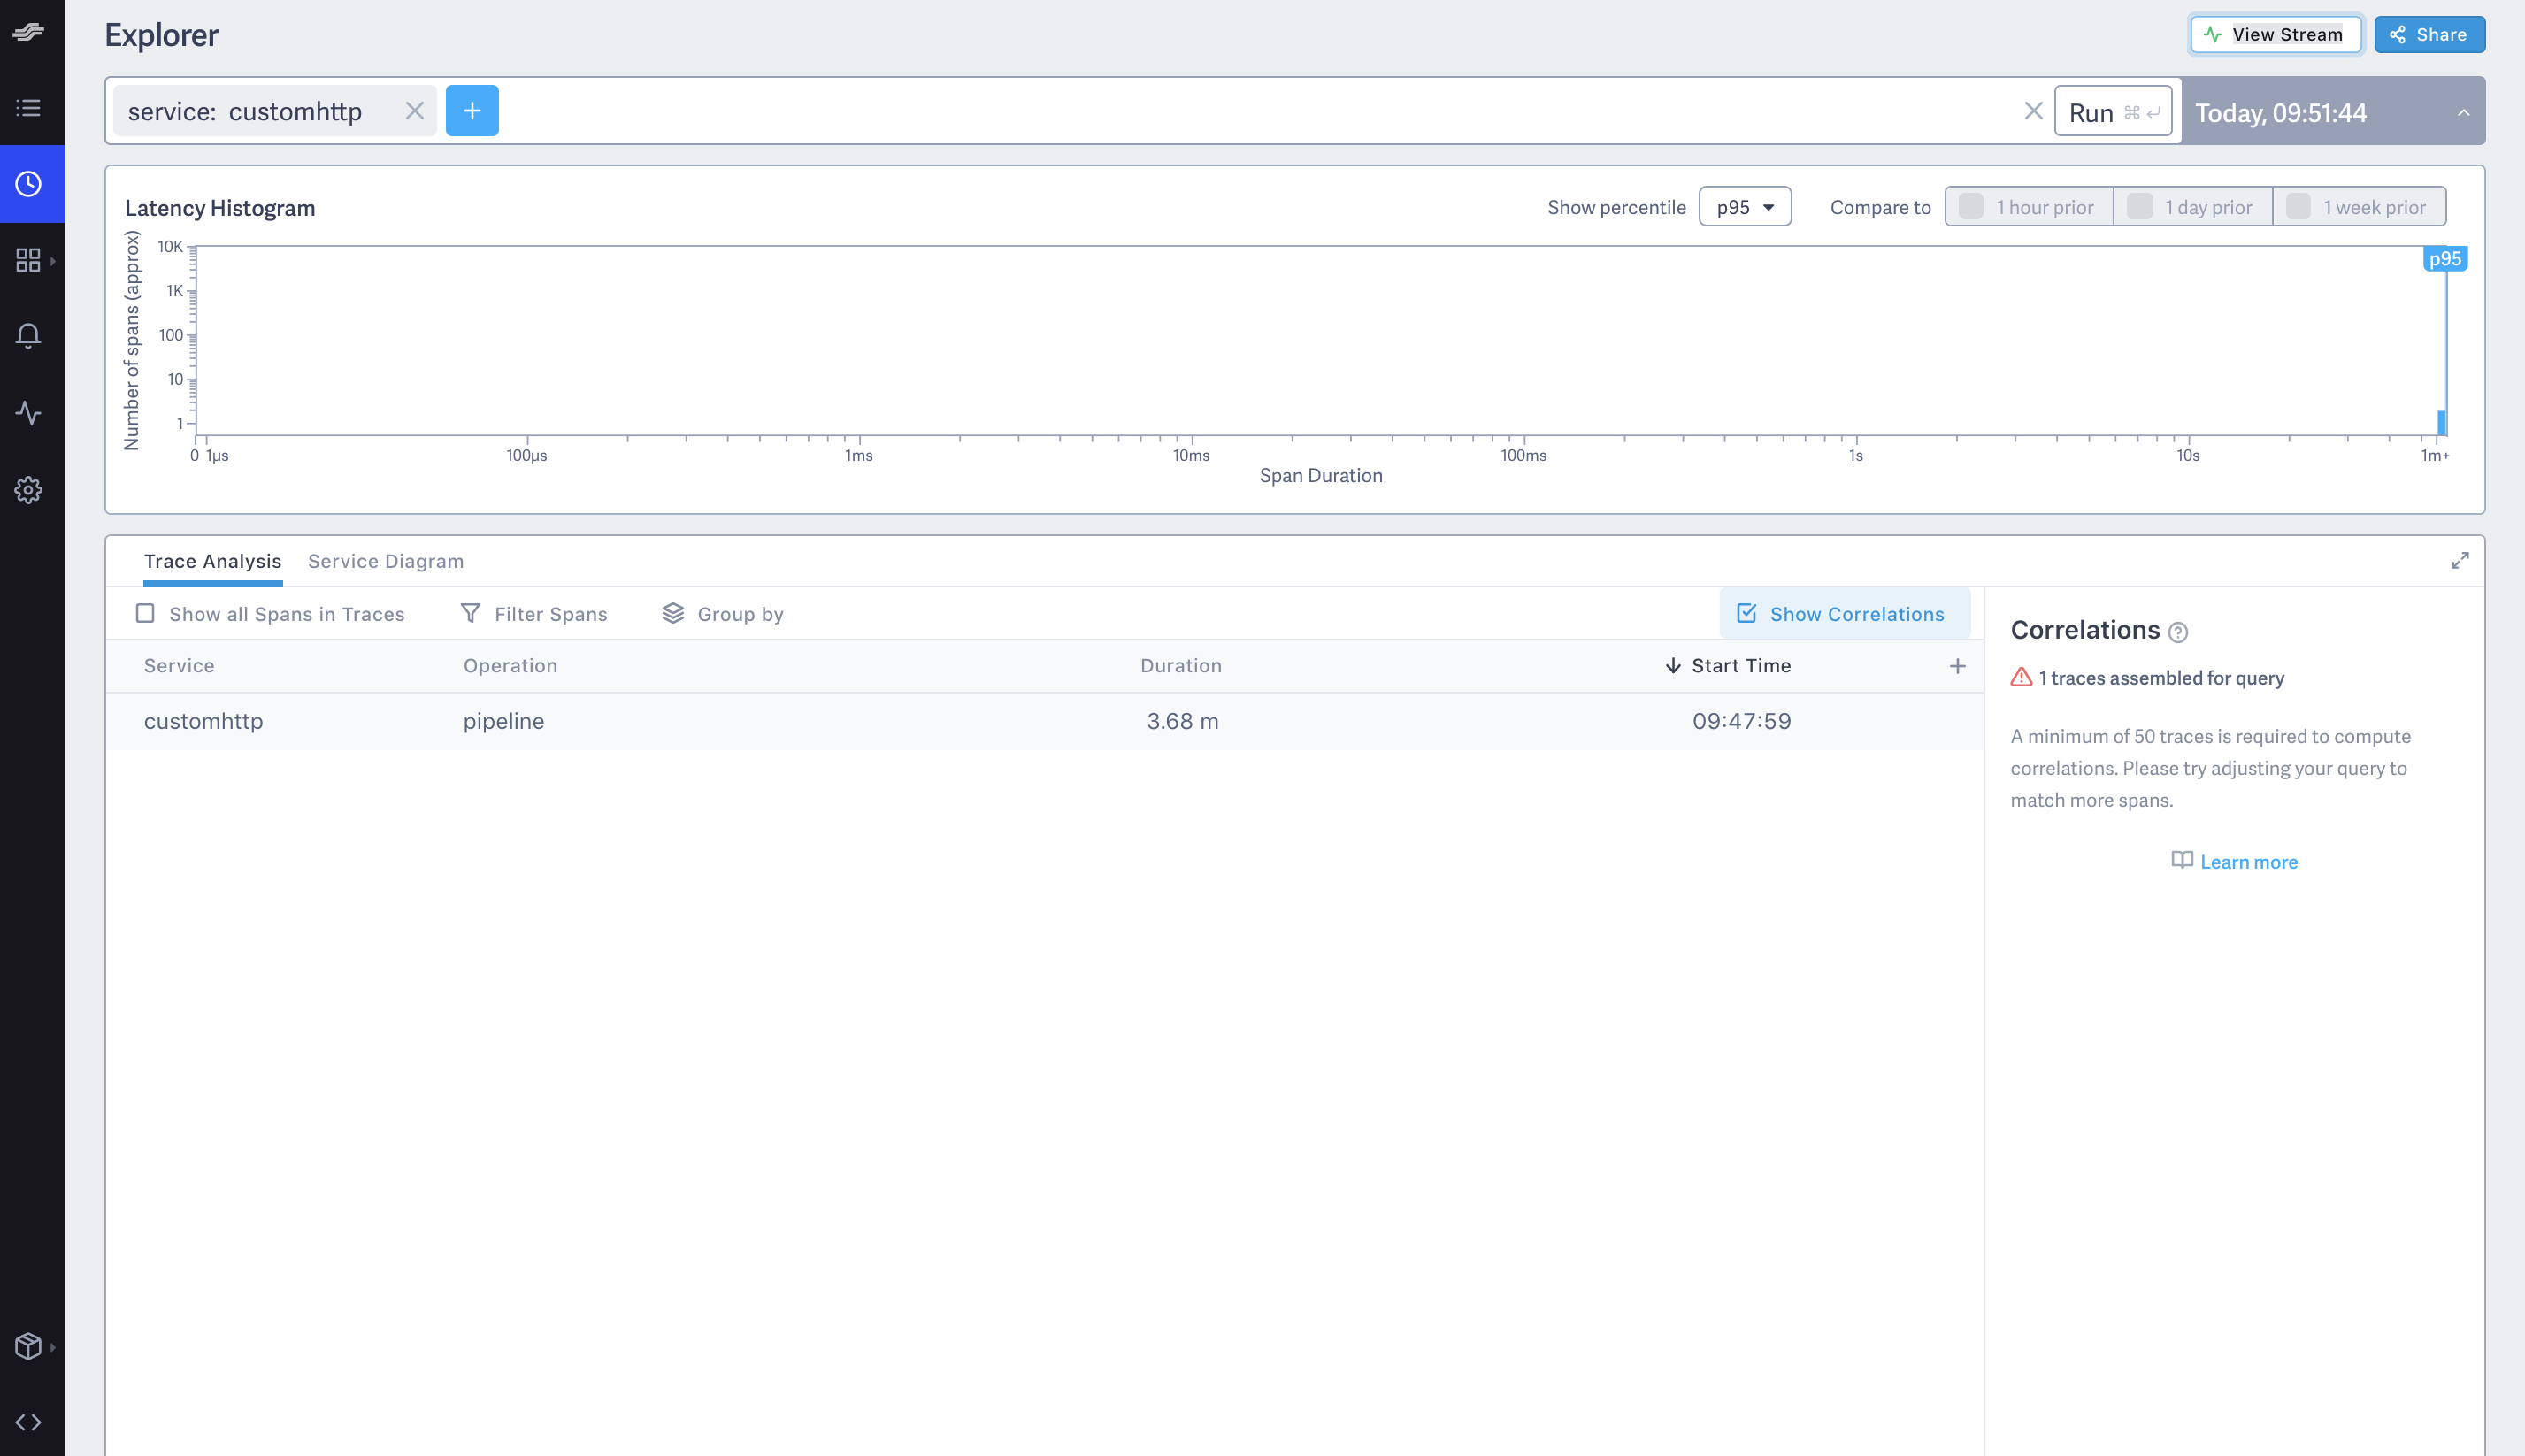 Explorer
View Stream
Share
service: customhttp
Run ⌘ ↵
Today, 09:51:44
Latency Histogram
Show percentile
p95
Compare to
1 hour prior
1 day prior
1 week prior
Number of spans (approx)
10K
1K
100
10
1
p95
0 1µs 100µs 1ms 10ms 100ms 1s 10s 1m+
Span Duration
Trace Analysis
Service Diagram
Show all Spans in Traces
Filter Spans
Group by
Show Correlations
Service Operation Duration Start Time
customhttp pipeline 3.68 m 09:47:59
Correlations
1 traces assembled for query
A minimum of 50 traces is required to compute
correlations. Please try adjusting your query to
match more spans.
Learn more